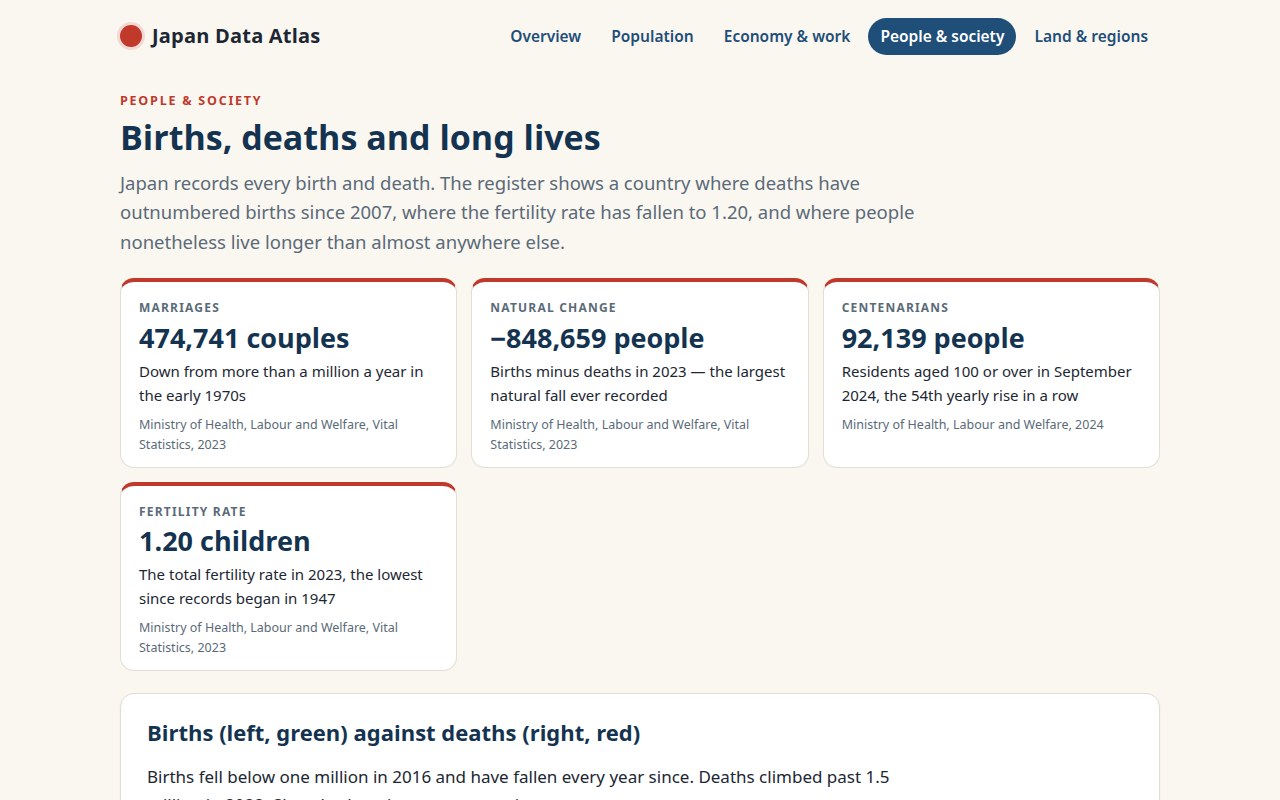 Japan Data Atlas
Overview
Population
Economy & work
People & society
Land & regions
PEOPLE & SOCIETY
Births, deaths and long lives
Japan records every birth and death. The register shows a country where deaths have
outnumbered births since 2007, where the fertility rate has fallen to 1.20, and where people
nonetheless live longer than almost anywhere else.
MARRIAGES
474,741 couples
Down from more than a million a year in
the early 1970s
Ministry of Health, Labour and Welfare, Vital
Statistics, 2023
NATURAL CHANGE
−848,659 people
Births minus deaths in 2023 — the largest
natural fall ever recorded
Ministry of Health, Labour and Welfare, Vital
Statistics, 2023
CENTENARIANS
92,139 people
Residents aged 100 or over in September
2024, the 54th yearly rise in a row
Ministry of Health, Labour and Welfare, 2024
FERTILITY RATE
1.20 children
The total fertility rate in 2023, the lowest
since records began in 1947
Ministry of Health, Labour and Welfare, Vital
Statistics, 2023
Births (left, green) against deaths (right, red)
Births fell below one million in 2016 and have fallen every year since. Deaths climbed past 1.5